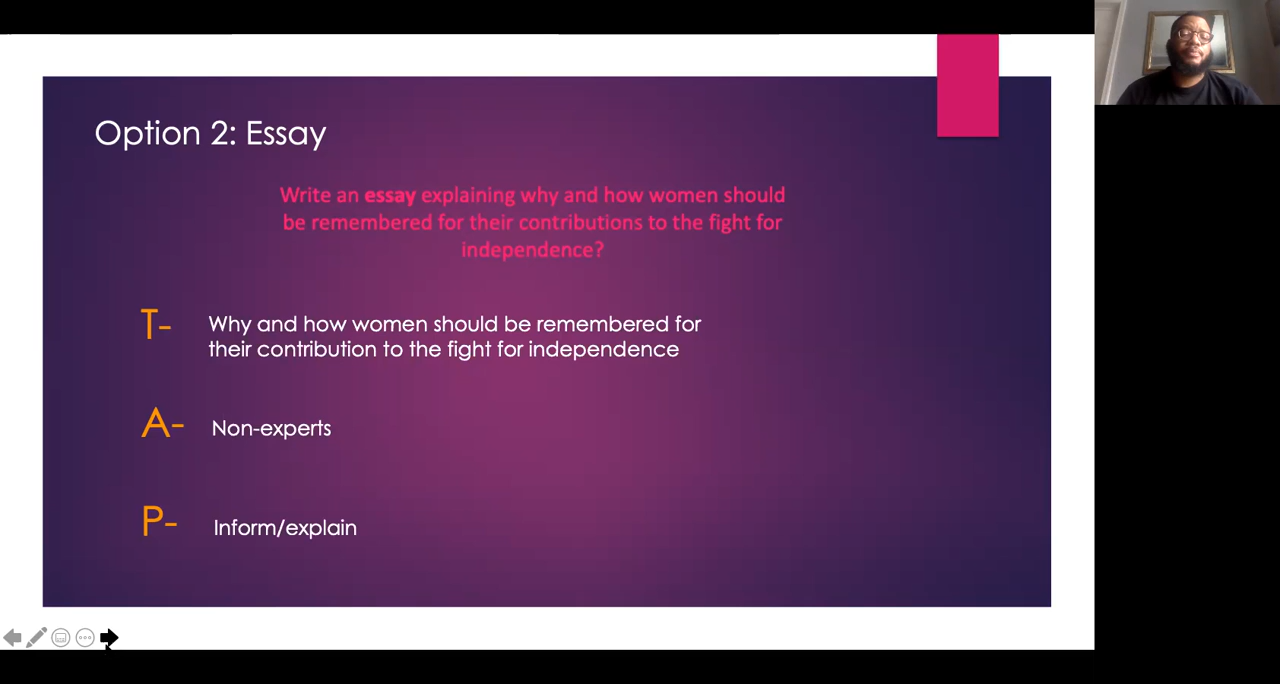 Option 2: Essay
Write an essay explaining why and how women should
be remembered for their contributions to the fight for
independence?
T- Why and how women should be remembered for
their contribution to the fight for independence
A- Non-experts
P- Inform/explain